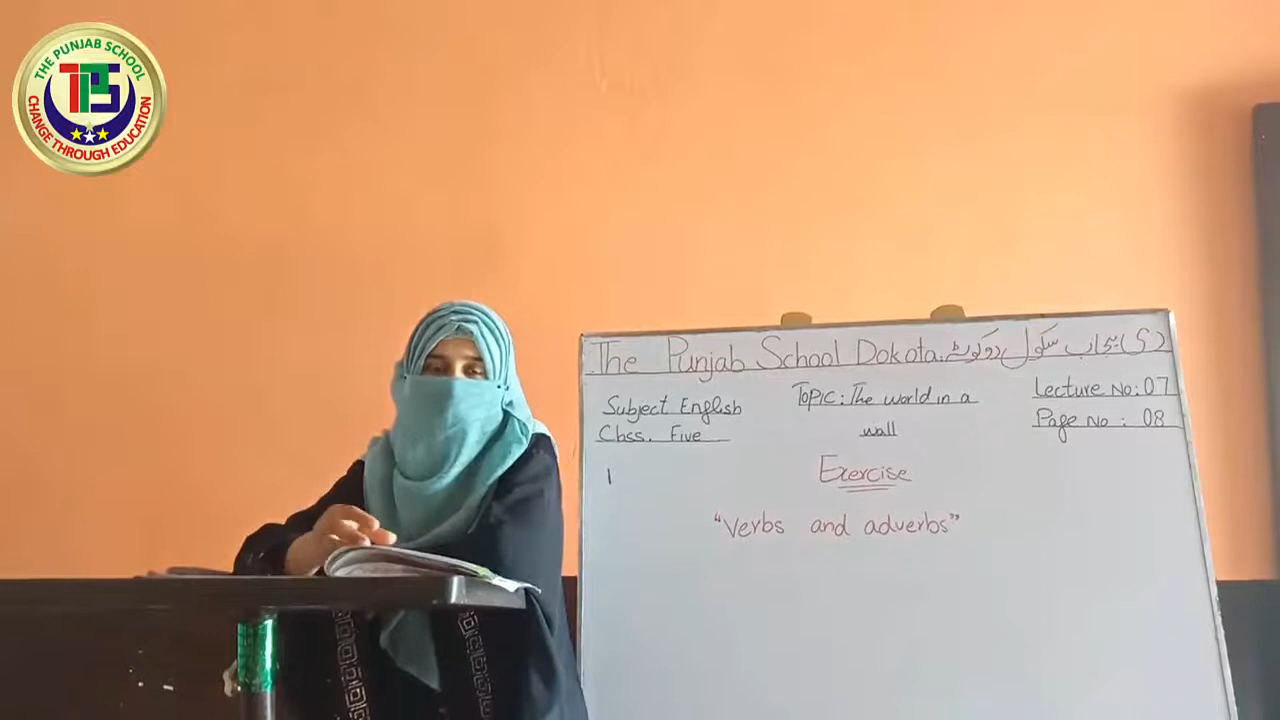 THE PUNJAB SCHOOL
TPS
CHANGE THROUGH EDUCATION
The Punjab School Dokota. دی پنجاب سکول دوکوٹہ
Subject English
Class. Five
Topic: The world in a
wall
Lecture No: 07
Page No : 08
1
Exercise
"Verbs and adverbs"